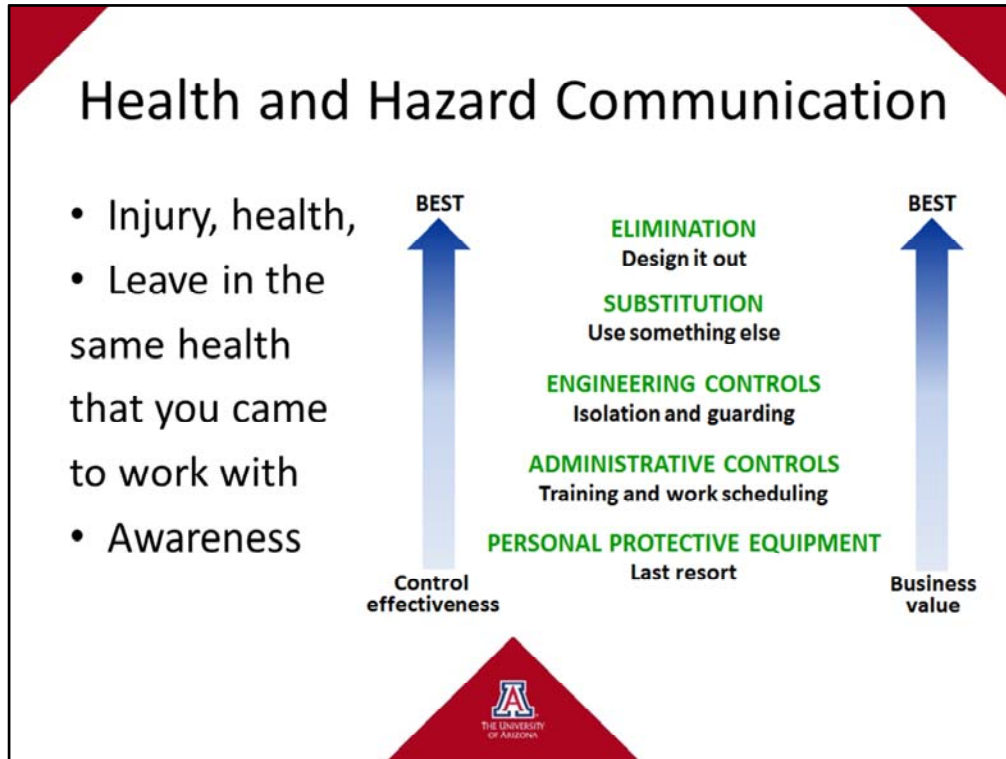 Health and Hazard Communication
• Injury, health,
• Leave in the
same health
that you came
to work with
• Awareness
BEST
Control
effectiveness
ELIMINATION
Design it out
SUBSTITUTION
Use something else
ENGINEERING CONTROLS
Isolation and guarding
ADMINISTRATIVE CONTROLS
Training and work scheduling
PERSONAL PROTECTIVE EQUIPMENT
Last resort
BEST
Business
value
A
THE UNIVERSITY
OF ARIZONA